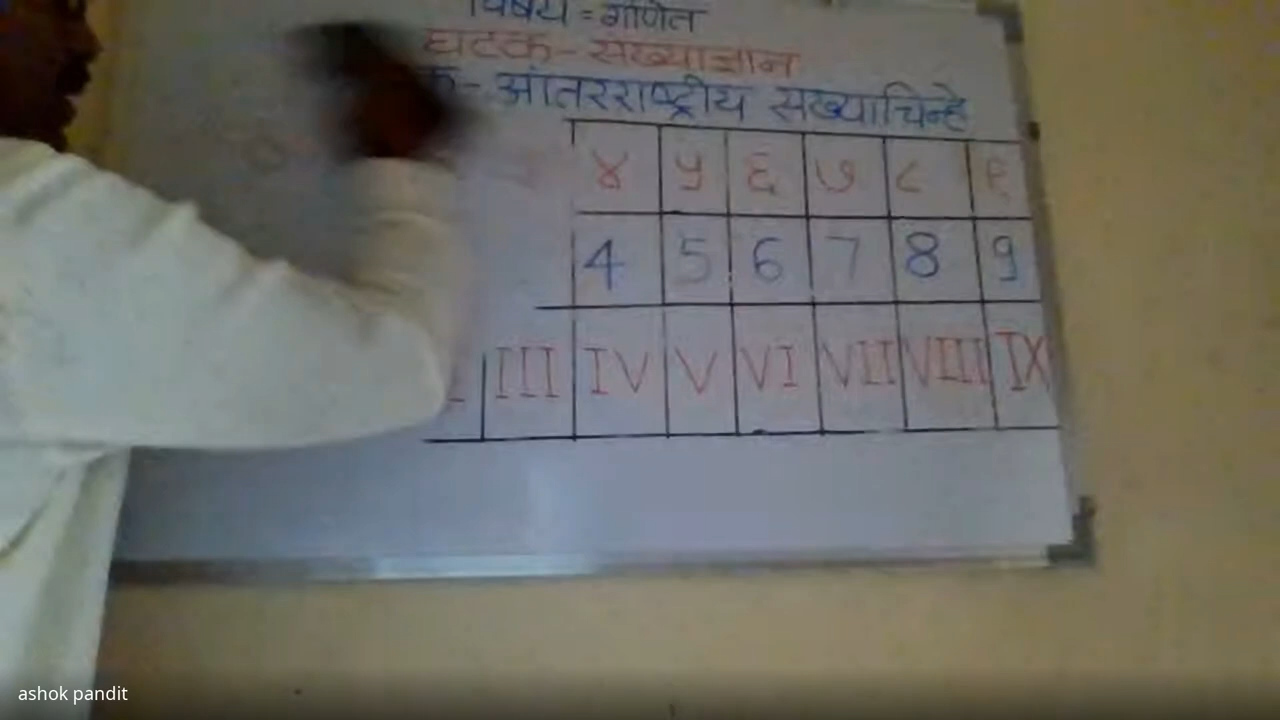 विषय = गणित
घटक - संख्याज्ञान
क - आंतरराष्ट्रीय संख्याचिन्हे
४ ५ ६ ७ ८ ९
4 5 6 7 8 9
III IV V VI VII VIII IX
ashok pandit